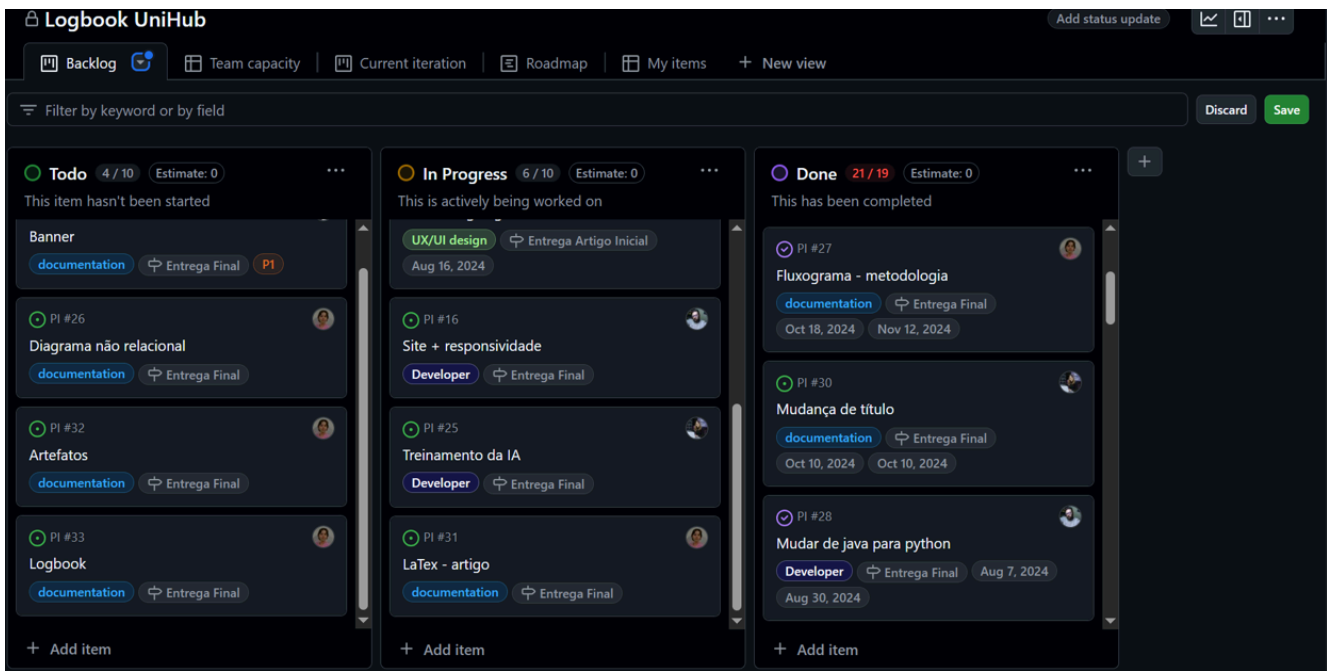 Logbook UniHub
Add status update
Backlog
Team capacity
Current iteration
Roadmap
My items
+ New view
Filter by keyword or by field
Discard
Save
Todo 4 / 10 Estimate: 0
This item hasn't been started
Banner
documentation Entrega Final P1
PI #26
Diagrama não relacional
documentation Entrega Final
PI #32
Artefatos
documentation Entrega Final
PI #33
Logbook
documentation Entrega Final
+ Add item
In Progress 6 / 10 Estimate: 0
This is actively being worked on
UX/UI design Entrega Artigo Inicial
Aug 16, 2024
PI #16
Site + responsividade
Developer Entrega Final
PI #25
Treinamento da IA
Developer Entrega Final
PI #31
LaTex - artigo
documentation Entrega Final
+ Add item
Done 21 / 19 Estimate: 0
This has been completed
PI #27
Fluxograma - metodologia
documentation Entrega Final
Oct 18, 2024 Nov 12, 2024
PI #30
Mudança de título
documentation Entrega Final
Oct 10, 2024 Oct 10, 2024
PI #28
Mudar de java para python
Developer Entrega Final Aug 7, 2024
Aug 30, 2024
+ Add item